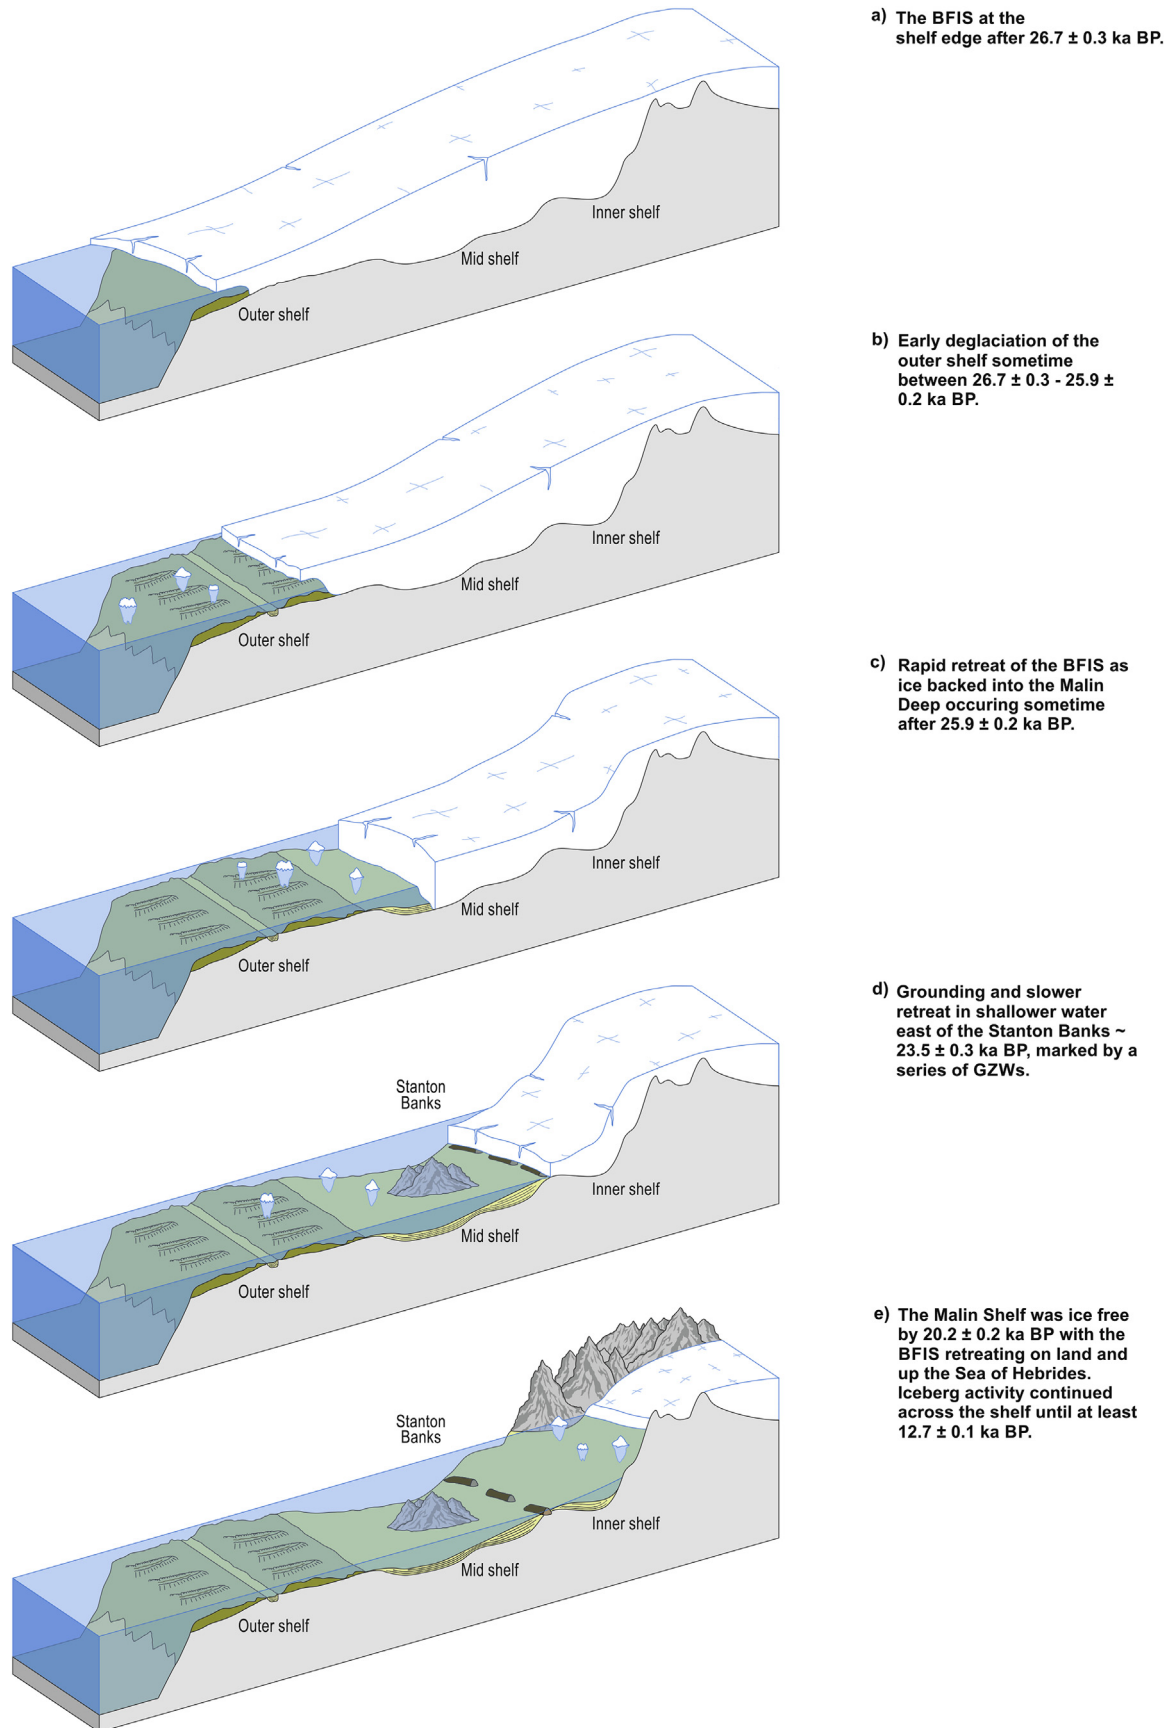 a) The BFIS at the
shelf edge after 26.7 ± 0.3 ka BP.
Inner shelf
Mid shelf
Outer shelf
b) Early deglaciation of the
outer shelf sometime
between 26.7 ± 0.3 - 25.9 ±
0.2 ka BP.
Inner shelf
Mid shelf
Outer shelf
c) Rapid retreat of the BFIS as
ice backed into the Malin
Deep occuring sometime
after 25.9 ± 0.2 ka BP.
Inner shelf
Mid shelf
Outer shelf
d) Grounding and slower
retreat in shallower water
east of the Stanton Banks ~
23.5 ± 0.3 ka BP, marked by a
series of GZWs.
Stanton
Banks
Inner shelf
Mid shelf
Outer shelf
e) The Malin Shelf was ice free
by 20.2 ± 0.2 ka BP with the
BFIS retreating on land and
up the Sea of Hebrides.
Iceberg activity continued
across the shelf until at least
12.7 ± 0.1 ka BP.
Stanton
Banks
Inner shelf
Mid shelf
Outer shelf